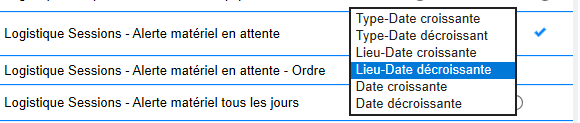 Logistique Sessions - Alerte matériel en attente
Logistique Sessions - Alerte matériel en attente - Ordre
Logistique Sessions - Alerte matériel tous les jours
Type-Date croissante
Type-Date décroissant
Lieu-Date croissante
Lieu-Date décroissante
Date croissante
Date décroissante